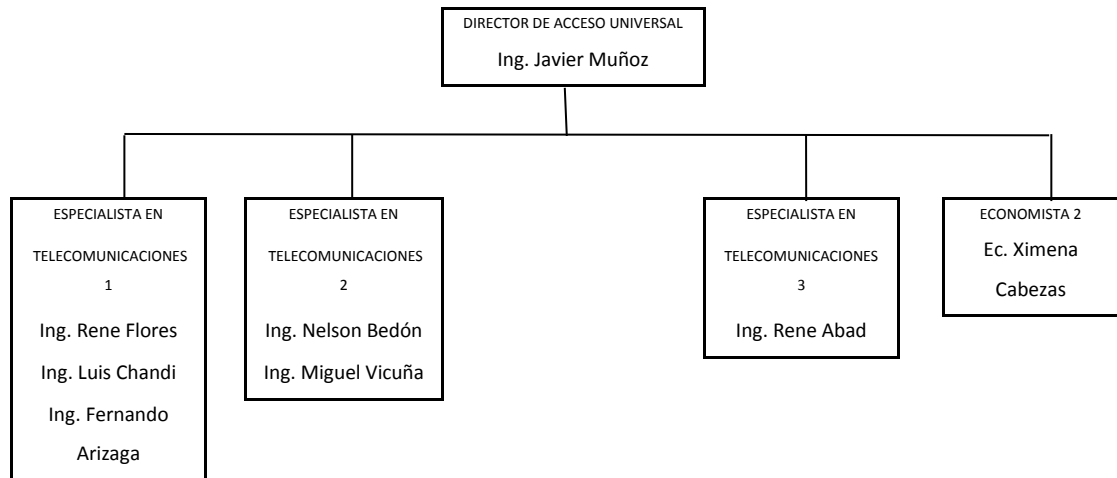 DIRECTOR DE ACCESO UNIVERSAL
Ing. Javier Muñoz
ESPECIALISTA EN
TELECOMUNICACIONES
1
Ing. Rene Flores
Ing. Luis Chandi
Ing. Fernando
Arizaga
ESPECIALISTA EN
TELECOMUNICACIONES
2
Ing. Nelson Bedón
Ing. Miguel Vicuña
ESPECIALISTA EN
TELECOMUNICACIONES
3
Ing. Rene Abad
ECONOMISTA 2
Ec. Ximena
Cabezas